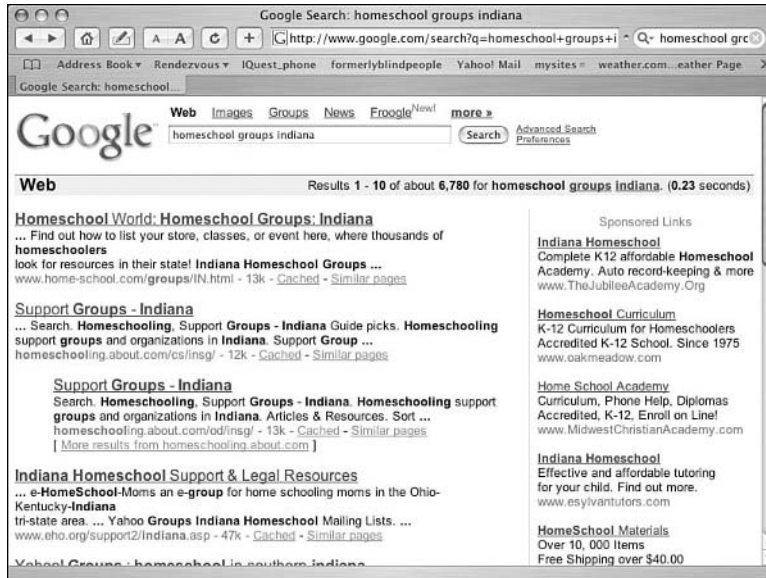 Google Search: homeschool groups indiana
A A C + G http://www.google.com/search?q=homeschool+groups+i Q- homeschool grc
Address Book Rendezvous IQuest_phone formerlyblindpeople Yahoo! Mail mysites weather.com...eather Page
Google Search: homeschool...
Google™ Web Images Groups News Froogle New! more »
homeschool groups indiana Search Advanced Search
Preferences
Web Results 1 - 10 of about 6,780 for homeschool groups indiana. (0.23 seconds)
Homeschool World: Homeschool Groups: Indiana
... Find out how to list your store, classes, or event here, where thousands of
homeschoolers
look for resources in their state! Indiana Homeschool Groups ...
www.home-school.com/groups/IN.html - 13k - Cached - Similar pages
Support Groups - Indiana
... Search. Homeschooling, Support Groups - Indiana Guide picks. Homeschooling
support groups and organizations in Indiana. Support Group ...
homeschooling.about.com/cs/insg/ - 12k - Cached - Similar pages
Support Groups - Indiana
Search. Homeschooling, Support Groups - Indiana. Homeschooling support
groups and organizations in Indiana. Articles & Resources. Sort ...
homeschooling.about.com/od/insg/ - 13k - Cached - Similar pages
[ More results from homeschooling.about.com ]
Indiana Homeschool Support & Legal Resources
... e-HomeSchool-Moms an e-group for home schooling moms in the Ohio-
Kentucky-Indiana
tri-state area. ... Yahoo Groups Indiana Homeschool Mailing Lists. ...
www.eho.org/support2/indiana.asp - 47k - Cached - Similar pages
Yahoo! Groups : homeschool in southern indiana
Sponsored Links
Indiana Homeschool
Complete K12 affordable Homeschool
Academy. Auto record-keeping & more
www.TheJubileeAcademy.Org
Homeschool Curriculum
K-12 Curriculum for Homeschoolers
Accredited K-12 School. Since 1975
www.oakmeadow.com
Home School Academy
Curriculum, Phone Help, Diplomas
Accredited, K-12, Enroll on Line!
www.MidwestChristianAcademy.com
Indiana Homeschool
Effective and affordable tutoring
for your child. Find out more.
www.esylvantutors.com
HomeSchool Materials
Over 10, 000 Items
Free Shipping over $40.00